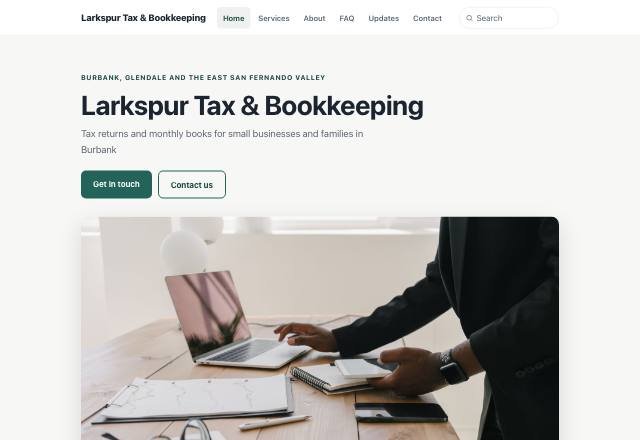 Larkspur Tax & Bookkeeping
Home Services About FAQ Updates Contact Search
BURBANK, GLENDALE AND THE EAST SAN FERNANDO VALLEY
Larkspur Tax & Bookkeeping
Tax returns and monthly books for small businesses and families in
Burbank
Get in touch Contact us